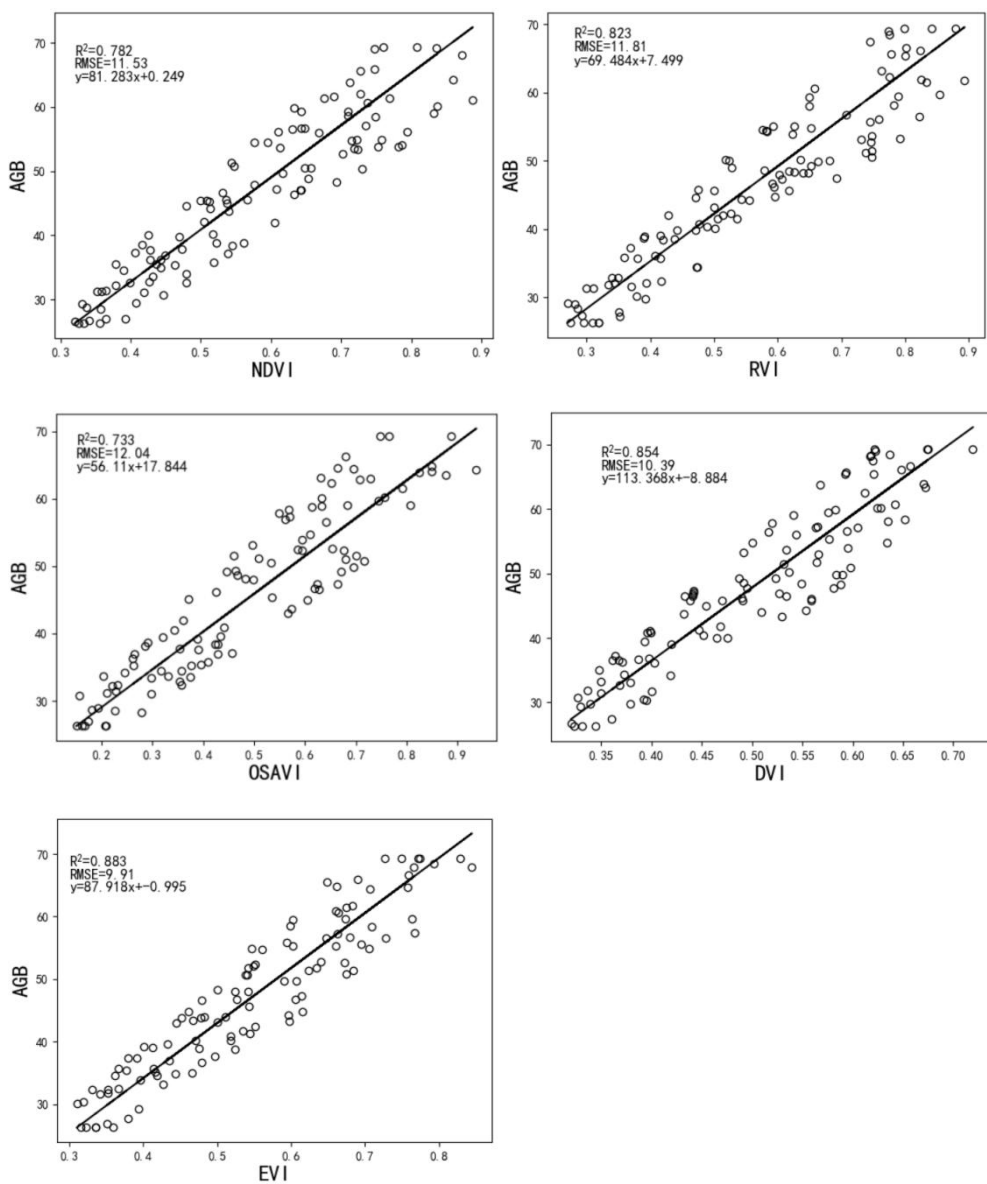 R²=0.782
RMSE=11.53
y=81.283x+0.249
AGB
70
60
50
40
30
0.3 0.4 0.5 0.6 0.7 0.8 0.9
NDVI
R²=0.823
RMSE=11.81
y=69.484x+7.499
AGB
70
60
50
40
30
0.3 0.4 0.5 0.6 0.7 0.8 0.9
RVI
R²=0.733
RMSE=12.04
y=56.11x+17.844
AGB
70
60
50
40
30
0.2 0.3 0.4 0.5 0.6 0.7 0.8 0.9
OSAVI
R²=0.854
RMSE=10.39
y=113.368x+-8.884
AGB
70
60
50
40
30
0.35 0.40 0.45 0.50 0.55 0.60 0.65 0.70
DVI
R²=0.883
RMSE=9.91
y=87.918x+-0.995
AGB
70
60
50
40
30
0.3 0.4 0.5 0.6 0.7 0.8
EVI